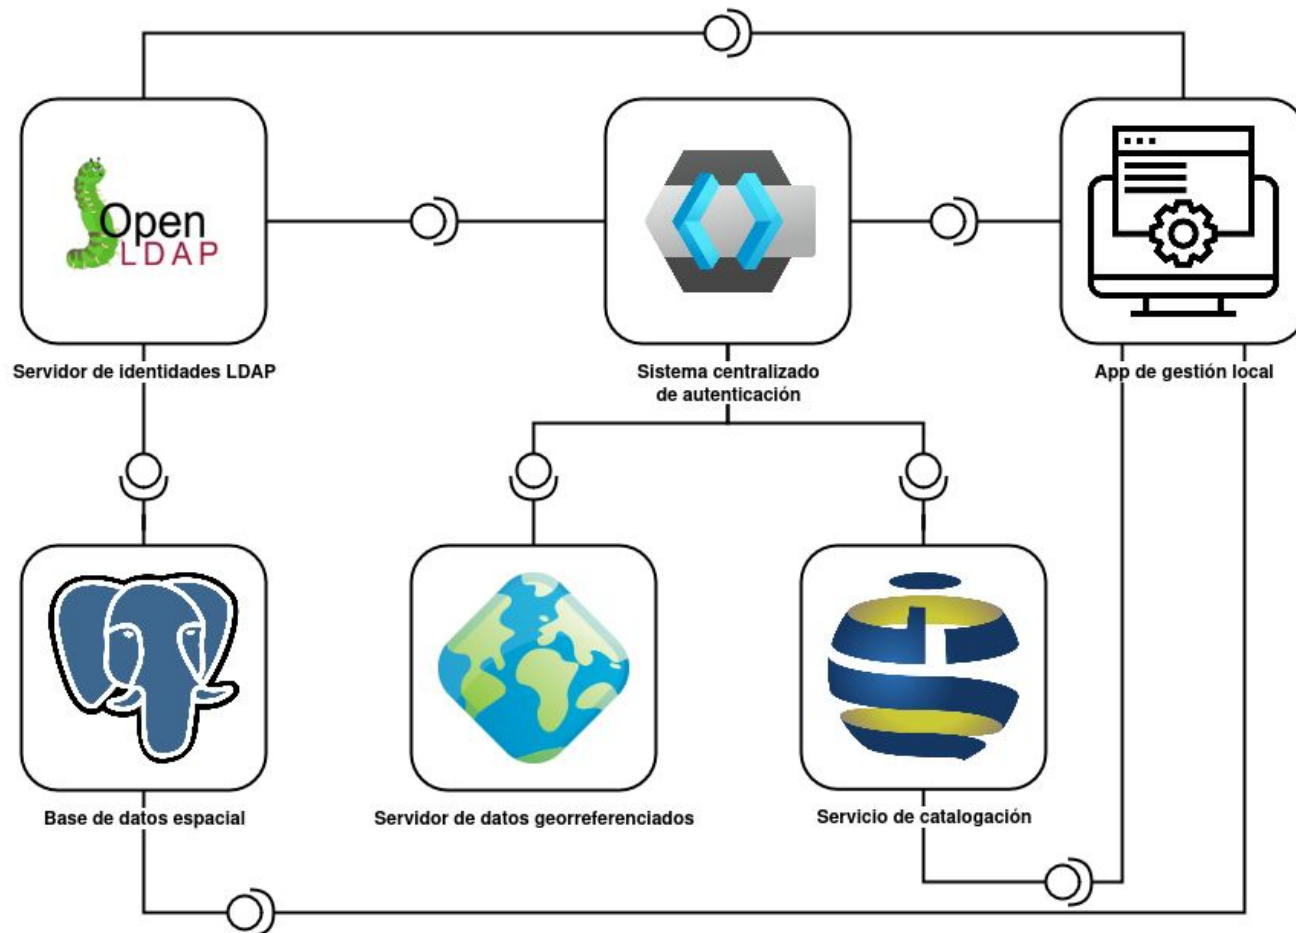 Open
LDAP
Servidor de identidades LDAP
Sistema centralizado
de autenticación
App de gestión local
Base de datos espacial
Servidor de datos georreferenciados
Servicio de catalogación